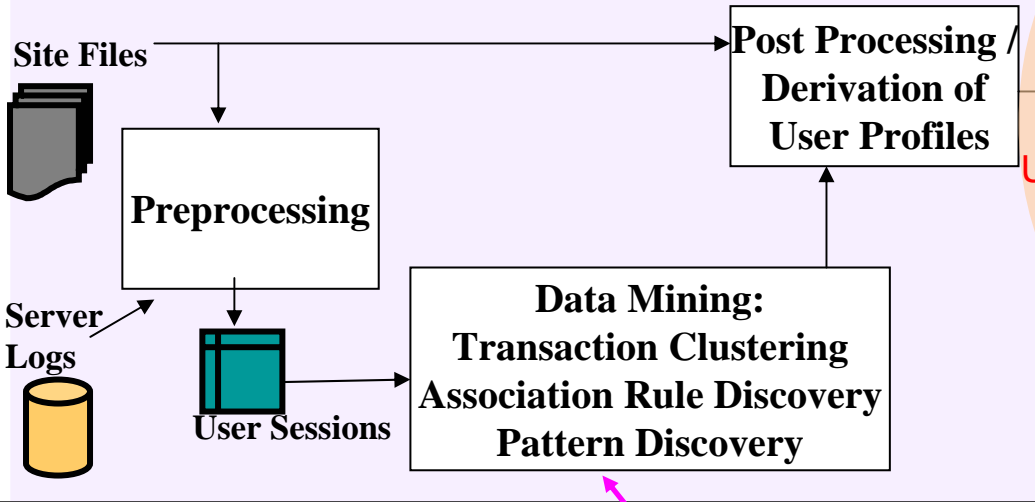 Site Files
Post Processing /
Derivation of
User Profiles
U
Preprocessing
Server
Logs
User Sessions
Data Mining:
Transaction Clustering
Association Rule Discovery
Pattern Discovery